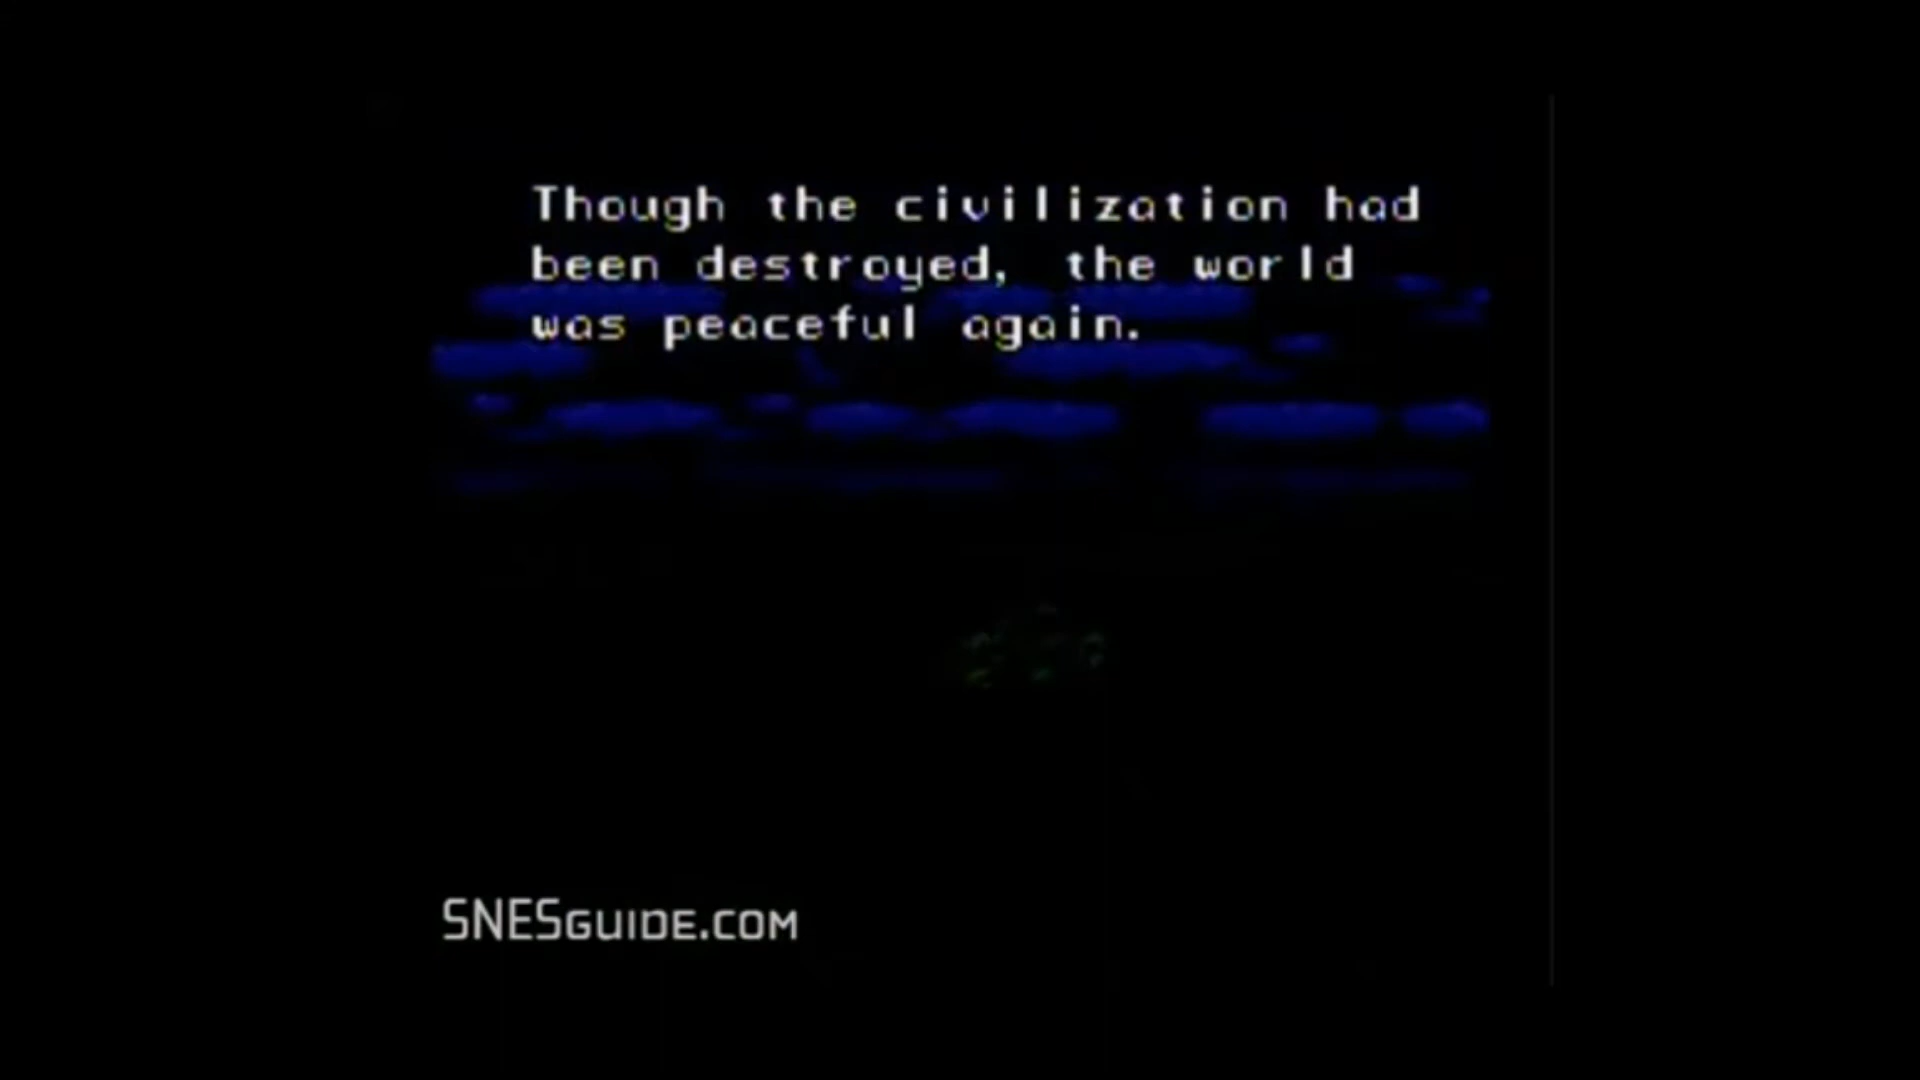 Though the civilization had
been destroyed, the world
was peaceful again.
SNESGUIDE.COM